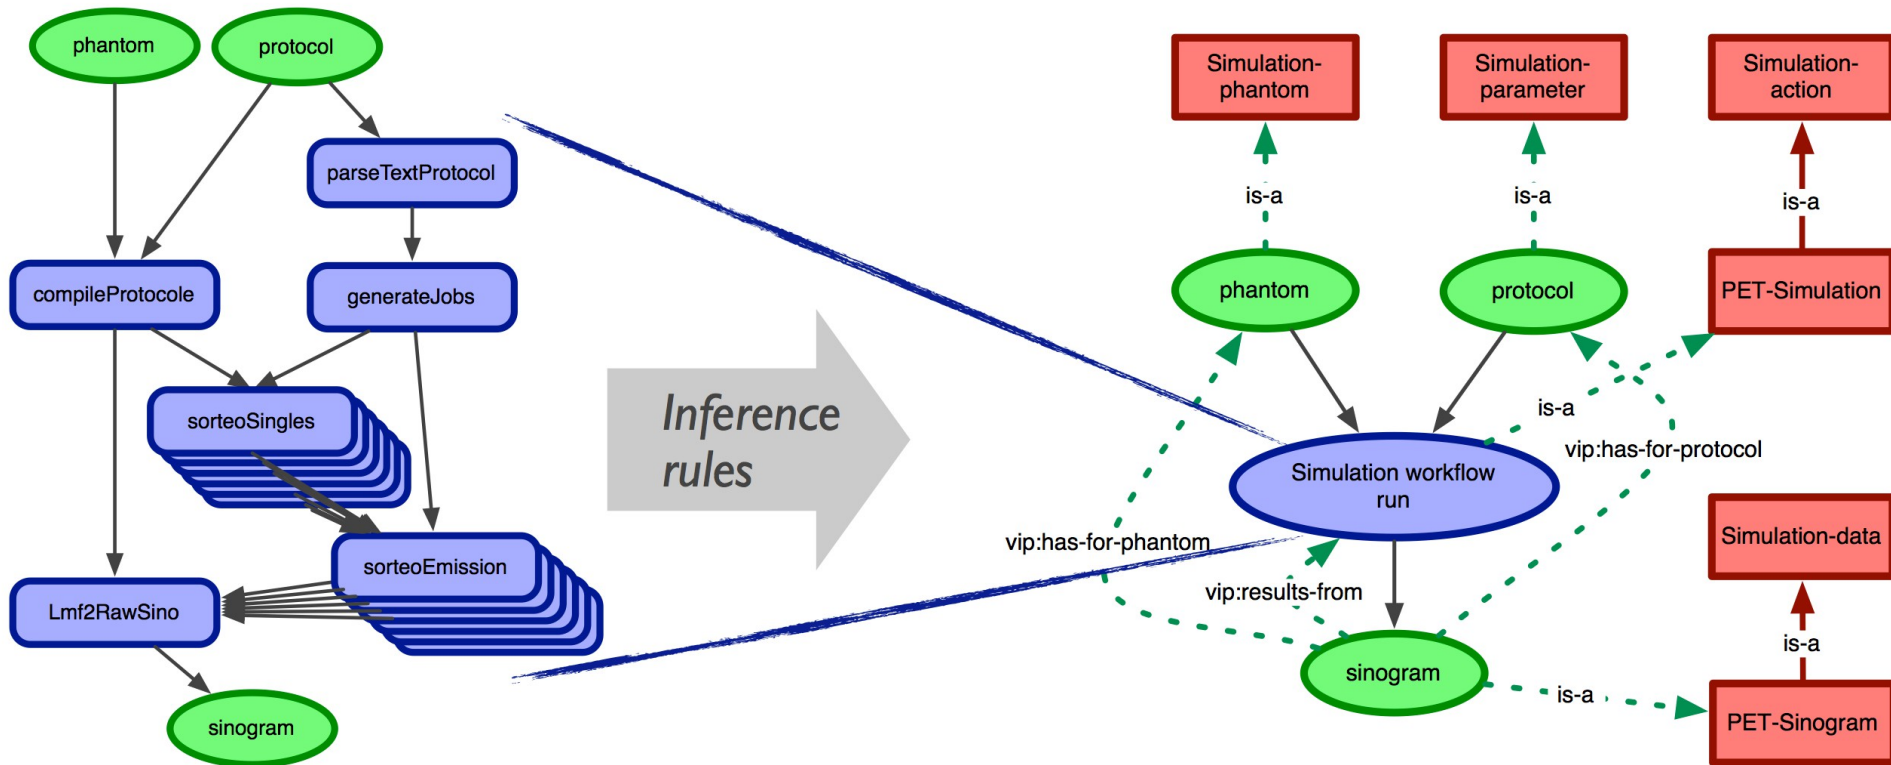 phantom
protocol
parseTextProtocol
compileProtocole
generateJobs
sorteoSingles
sorteoEmission
Lmf2RawSino
sinogram
Inference
rules
Simulation-
phantom
Simulation-
parameter
Simulation-
action
is-a
is-a
is-a
phantom
protocol
PET-Simulation
is-a
vip:has-for-protocol
Simulation workflow
run
vip:has-for-phantom
vip:results-from
Simulation-data
is-a
sinogram
is-a
PET-Sinogram